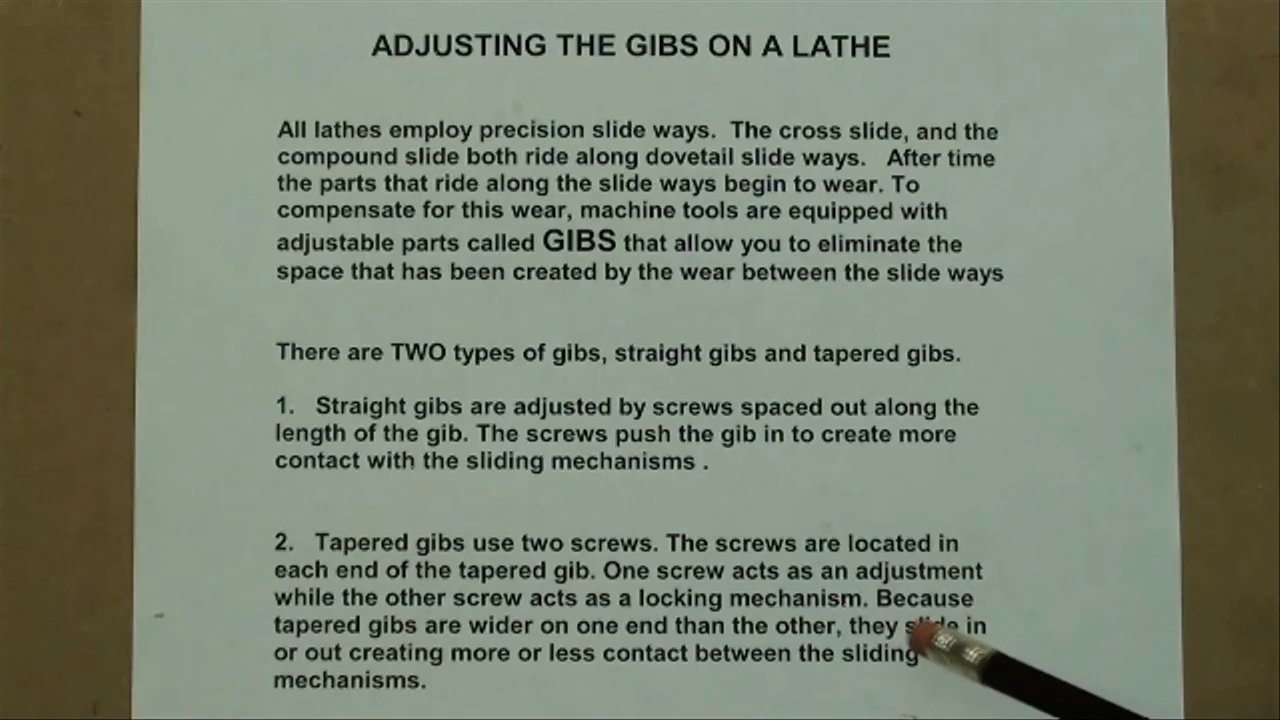 ADJUSTING THE GIBS ON A LATHE
All lathes employ precision slide ways. The cross slide, and the
compound slide both ride along dovetail slide ways. After time
the parts that ride along the slide ways begin to wear. To
compensate for this wear, machine tools are equipped with
adjustable parts called GIBS that allow you to eliminate the
space that has been created by the wear between the slide ways
There are TWO types of gibs, straight gibs and tapered gibs.
1. Straight gibs are adjusted by screws spaced out along the
length of the gib. The screws push the gib in to create more
contact with the sliding mechanisms .
2. Tapered gibs use two screws. The screws are located in
each end of the tapered gib. One screw acts as an adjustment
while the other screw acts as a locking mechanism. Because
tapered gibs are wider on one end than the other, they slide in
or out creating more or less contact between the sliding
mechanisms.